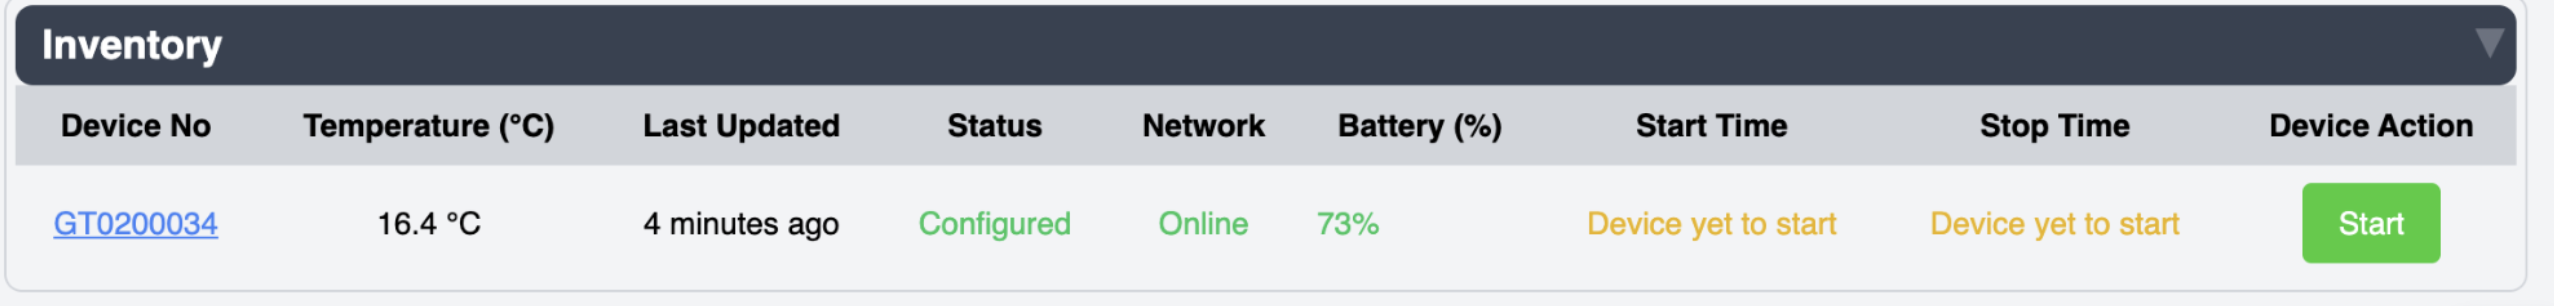 Inventory
Device No Temperature (°C) Last Updated Status Network Battery (%) Start Time Stop Time Device Action
GT0200034 16.4 °C 4 minutes ago Configured Online 73% Device yet to start Device yet to start Start